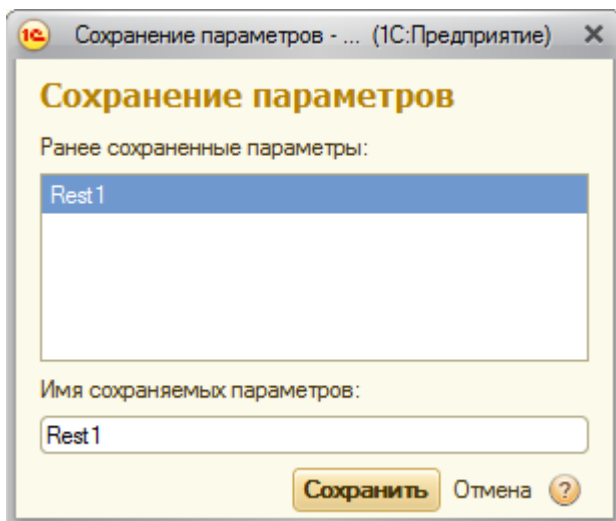 1С Сохранение параметров - ... (1С:Предприятие)
Сохранение параметров
Ранее сохраненные параметры:
Rest1
Имя сохраняемых параметров:
Rest1
Сохранить Отмена ?